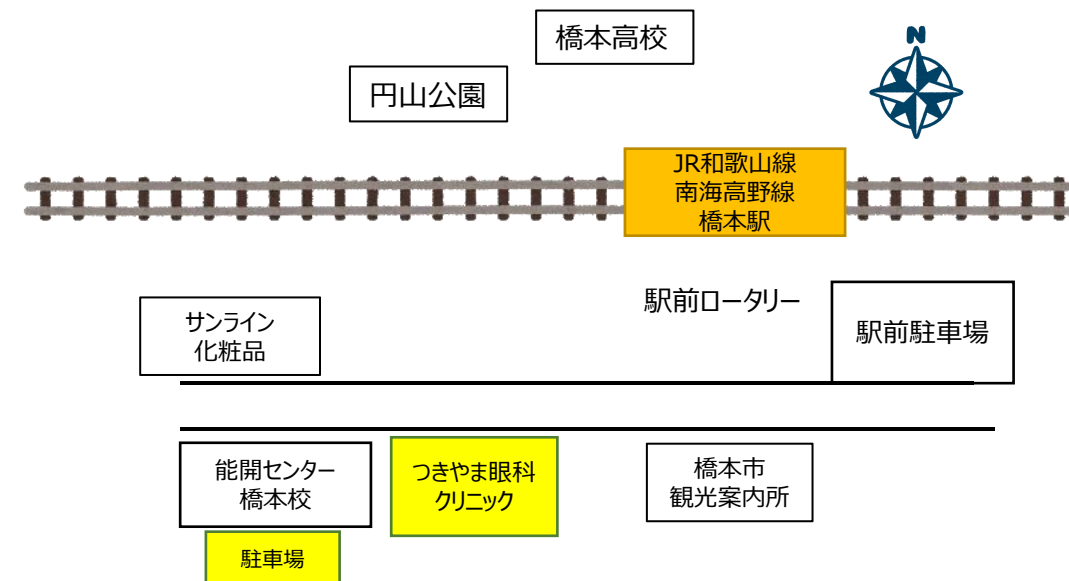 橋本高校
N
円山公園
JR和歌山線
南海高野線
橋本駅
駅前ロータリー
サンライン
化粧品
駅前駐車場
能開センター
橋本校
つきやま眼科
クリニック
橋本市
観光案内所
駐車場